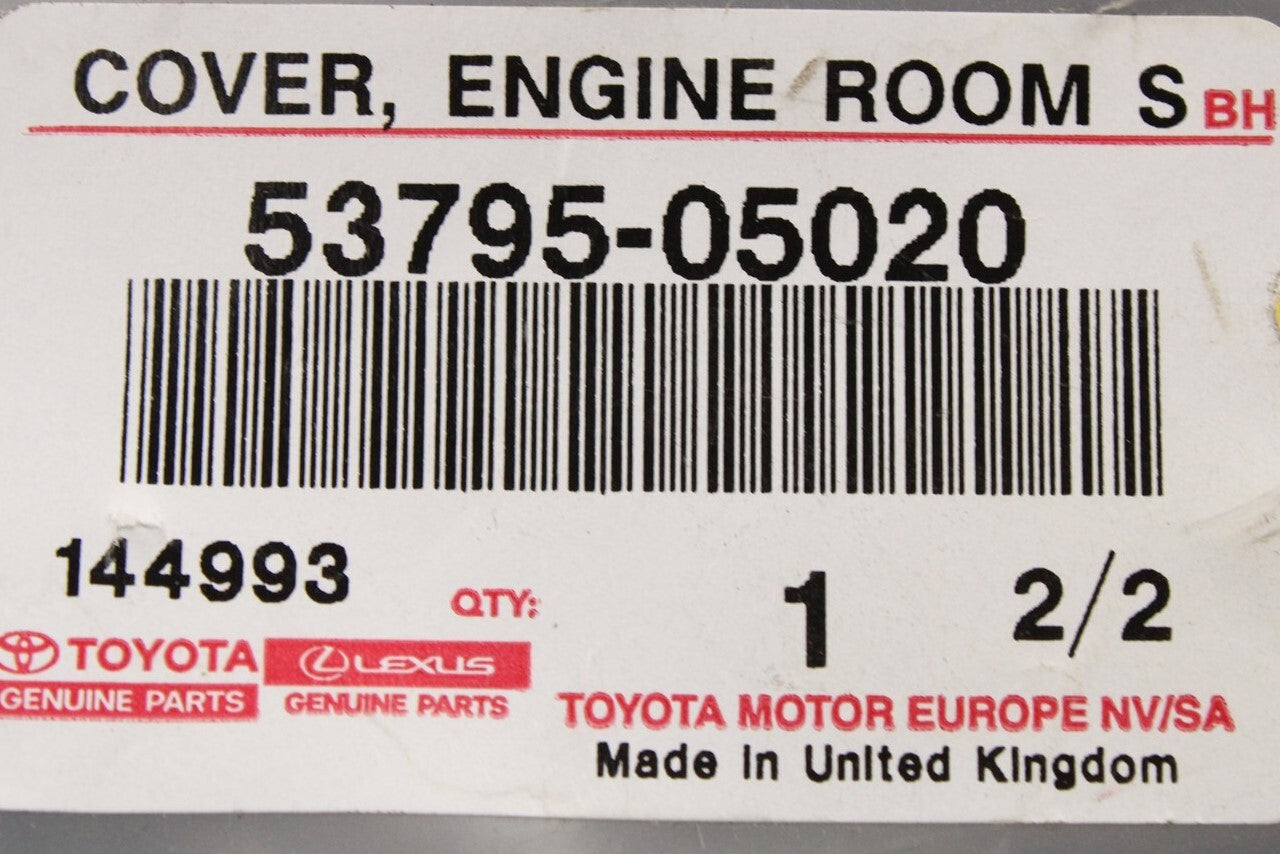 COVER, ENGINE ROOM S BH
53795-05020
144993
QTY: 1 2/2
TOYOTA LEXUS
GENUINE PARTS GENUINE PARTS
TOYOTA MOTOR EUROPE NV/SA
Made in United Kingdom